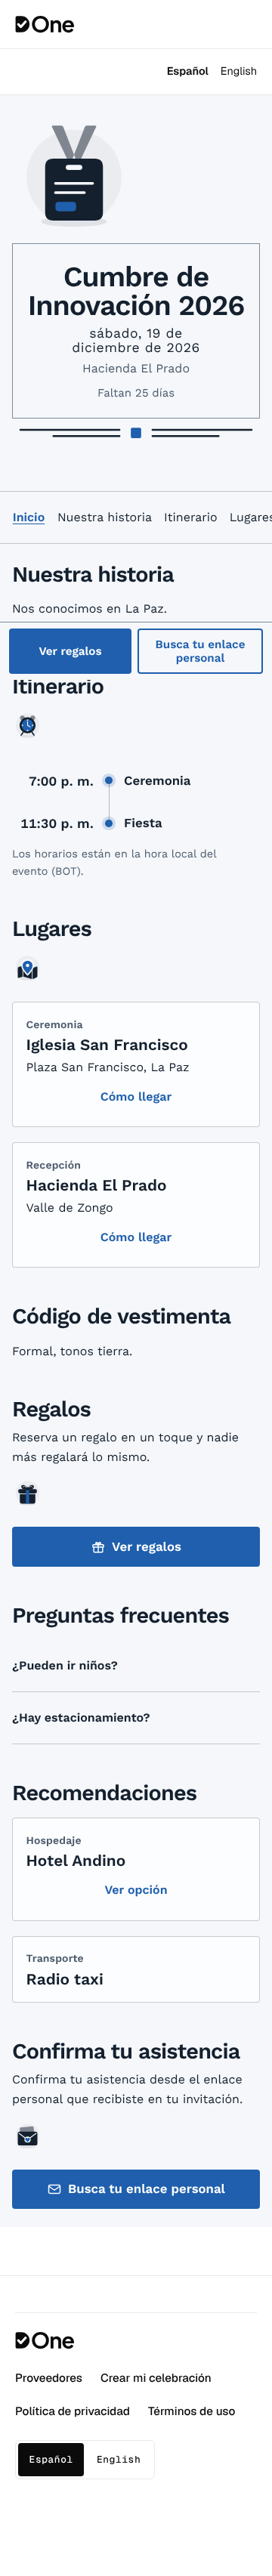 One
Español English
Cumbre de
Innovación 2026
sábado, 19 de
diciembre de 2026
Hacienda El Prado
Faltan 25 días
Inicio Nuestra historia Itinerario Lugares
Nuestra historia
Nos conocimos en La Paz.
Ver regalos
Busca tu enlace
personal
Itinerario
7:00 p. m. Ceremonia
11:30 p. m. Fiesta
Los horarios están en la hora local del
evento (BOT).
Lugares
Ceremonia
Iglesia San Francisco
Plaza San Francisco, La Paz
Cómo llegar
Recepción
Hacienda El Prado
Valle de Zongo
Cómo llegar
Código de vestimenta
Formal, tonos tierra.
Regalos
Reserva un regalo en un toque y nadie
más regalará lo mismo.
Ver regalos
Preguntas frecuentes
¿Pueden ir niños?
¿Hay estacionamiento?
Recomendaciones
Hospedaje
Hotel Andino
Ver opción
Transporte
Radio taxi
Confirma tu asistencia
Confirma tu asistencia desde el enlace
personal que recibiste en tu invitación.
Busca tu enlace personal
One
Proveedores Crear mi celebración
Política de privacidad Términos de uso
Español English